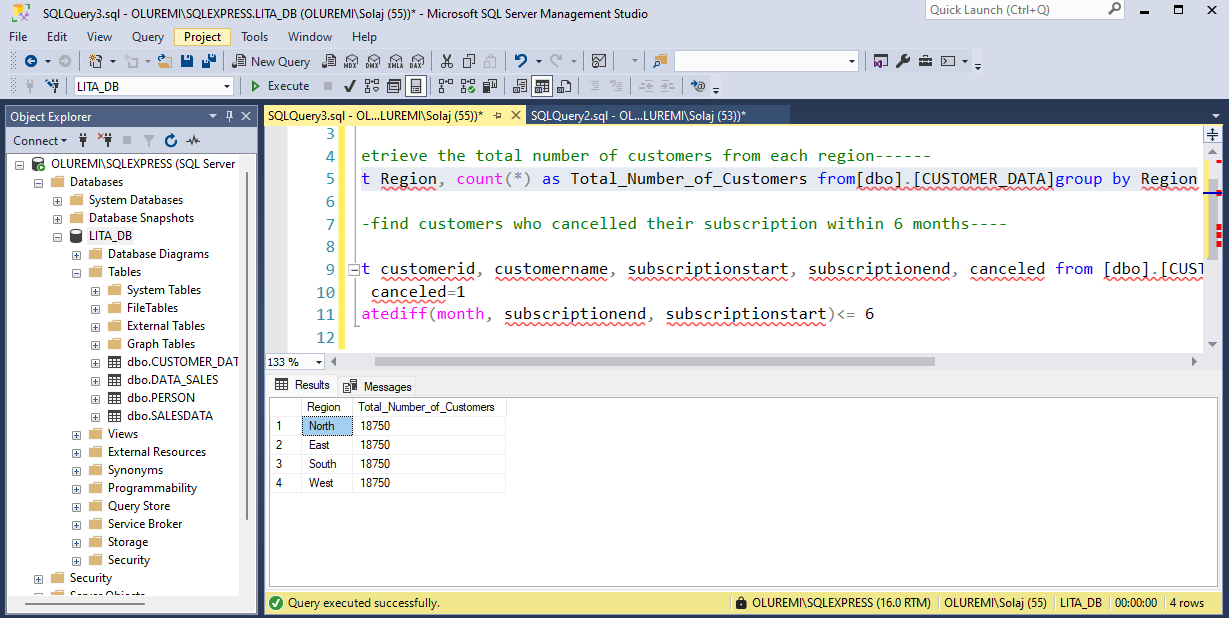 SQLQuery3.sql - OLUREMI\SQLEXPRESS.LITA_DB (OLUREMI\Solaj (55))* - Microsoft SQL Server Management Studio
Quick Launch (Ctrl+Q)
File Edit View Query Project Tools Window Help
New Query MDX DMX XMLA DAX
LITA_DB Execute
Object Explorer
Connect
OLUREMI\SQLEXPRESS (SQL Server
Databases
System Databases
Database Snapshots
LITA_DB
Database Diagrams
Tables
System Tables
FileTables
External Tables
Graph Tables
dbo.CUSTOMER_DAT
dbo.DATA_SALES
dbo.PERSON
dbo.SALESDATA
Views
External Resources
Synonyms
Programmability
Query Store
Service Broker
Storage
Security
Security
Server Objects
SQLQuery3.sql - OL...LUREMI\Solaj (55))* SQLQuery2.sql - OL...LUREMI\Solaj (53))*
3
4 etrieve the total number of customers from each region------
5 t Region, count(*) as Total_Number_of_Customers from[dbo].[CUSTOMER_DATA]group by Region
6
7 -find customers who cancelled their subscription within 6 months----
8
9 t customerid, customername, subscriptionstart, subscriptionend, canceled from [dbo].[CUST
10 canceled=1
11 atediff(month, subscriptionend, subscriptionstart)<= 6
12
133 %
Results Messages
Region Total_Number_of_Customers
1 North 18750
2 East 18750
3 South 18750
4 West 18750
Query executed successfully. OLUREMI\SQLEXPRESS (16.0 RTM) OLUREMI\Solaj (55) LITA_DB 00:00:00 4 rows